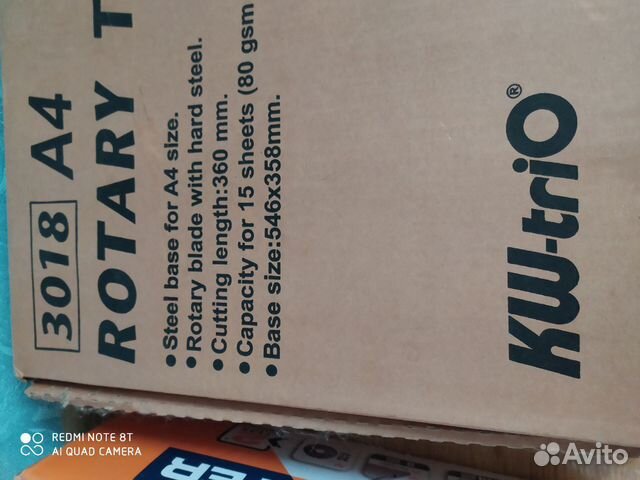 3018 A4
ROTARY T
• Steel base for A4 size.
• Rotary blade with hard steel.
• Cutting length:360 mm.
• Capacity for 15 sheets (80 gsm
• Base size:546x358mm.
KW-triO®
TER
REDMI NOTE 8T
AI QUAD CAMERA
Avito